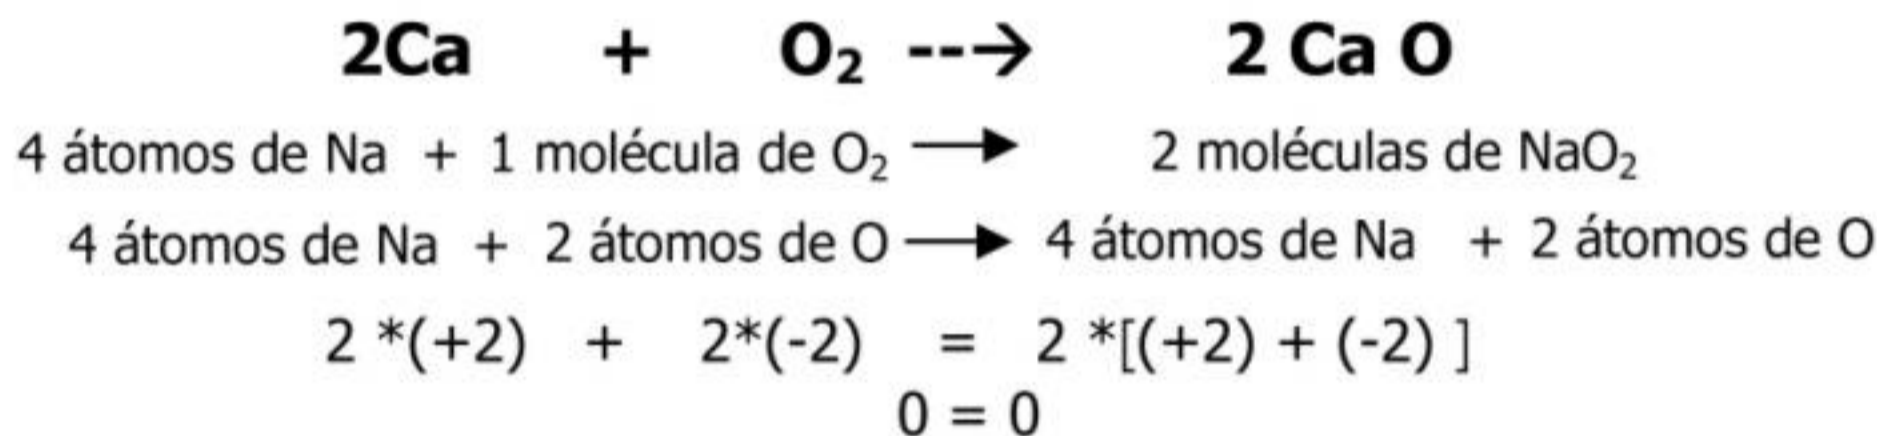 2Ca + O₂ --→ 2 Ca O
4 átomos de Na + 1 molécula de O₂ → 2 moléculas de NaO₂
4 átomos de Na + 2 átomos de O → 4 átomos de Na + 2 átomos de O
2 *(+2) + 2*(-2) = 2 *[(+2) + (-2) ]
0 = 0